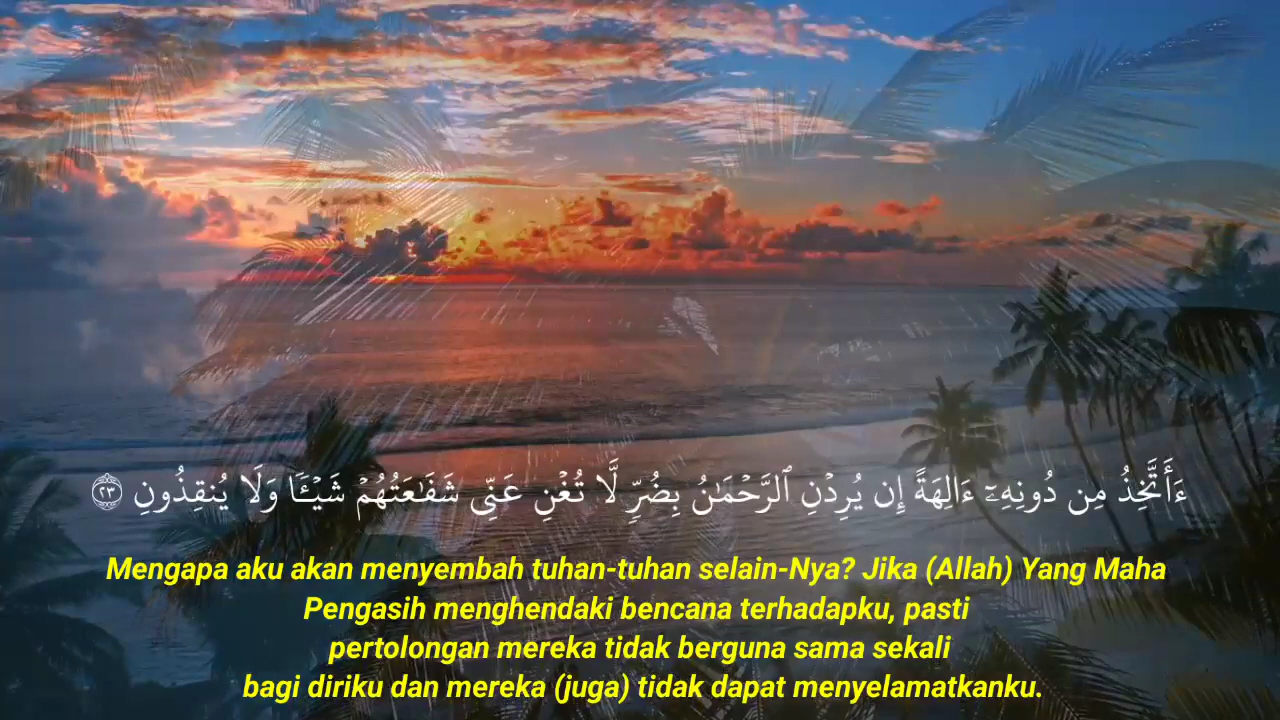 ءَأَتَّخِذُ مِن دُونِهِۦٓ ءَالِهَةً إِن يُرِدْنِ ٱلرَّحْمَـٰنُ بِضُرٍّ لَّا تُغْنِ عَنِّى شَفَـٰعَتُهُمْ شَيْـًٔا وَلَا يُنقِذُونِ ٢٣
Mengapa aku akan menyembah tuhan-tuhan selain-Nya? Jika (Allah) Yang Maha
Pengasih menghendaki bencana terhadapku, pasti
pertolongan mereka tidak berguna sama sekali
bagi diriku dan mereka (juga) tidak dapat menyelamatkanku.